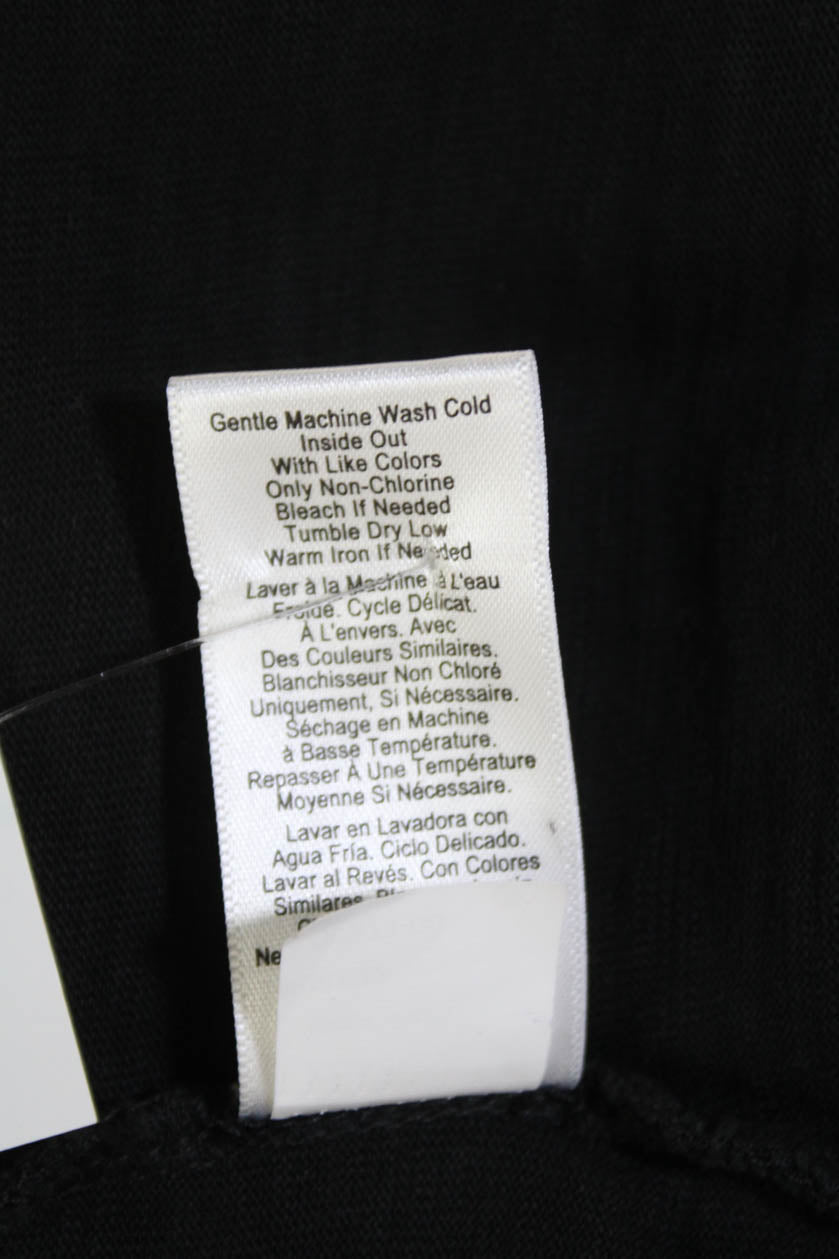 Gentle Machine Wash Cold
Inside Out
With Like Colors
Only Non-Chlorine
Bleach If Needed
Tumble Dry Low
Warm Iron If Needed
Laver à la Machine à L'eau
Froide. Cycle Délicat.
À L'envers. Avec
Des Couleurs Similaires.
Blanchisseur Non Chloré
Uniquement, Si Nécessaire.
Séchage en Machine
à Basse Température.
Repasser À Une Température
Moyenne Si Nécessaire.
Lavar en Lavadora con
Agua Fría. Ciclo Delicado.
Lavar al Revés. Con Colores
Similares.
Ne